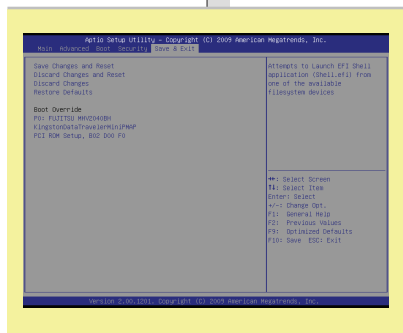 Aptio Setup Utility – Copyright (C) 2009 American Megatrends, Inc.
Main Advanced Boot Security Save & Exit
Save Changes and Reset
Discard Changes and Reset
Discard Changes
Restore Defaults
Boot Override
P0: FUJITSU MHV2040BH
KingstonDataTravelerMiniPMAP
PCI ROM Setup, B02 D00 F0
Attempts to Launch EFI Shell
application (Shell.efi) from
one of the available
filesystem devices
→←: Select Screen
↑↓: Select Item
Enter: Select
+/-: Change Opt.
F1: General Help
F2: Previous Values
F9: Optimized Defaults
F10: Save ESC: Exit
Version 2.00.1201. Copyright (C) 2009 American Megatrends, Inc.